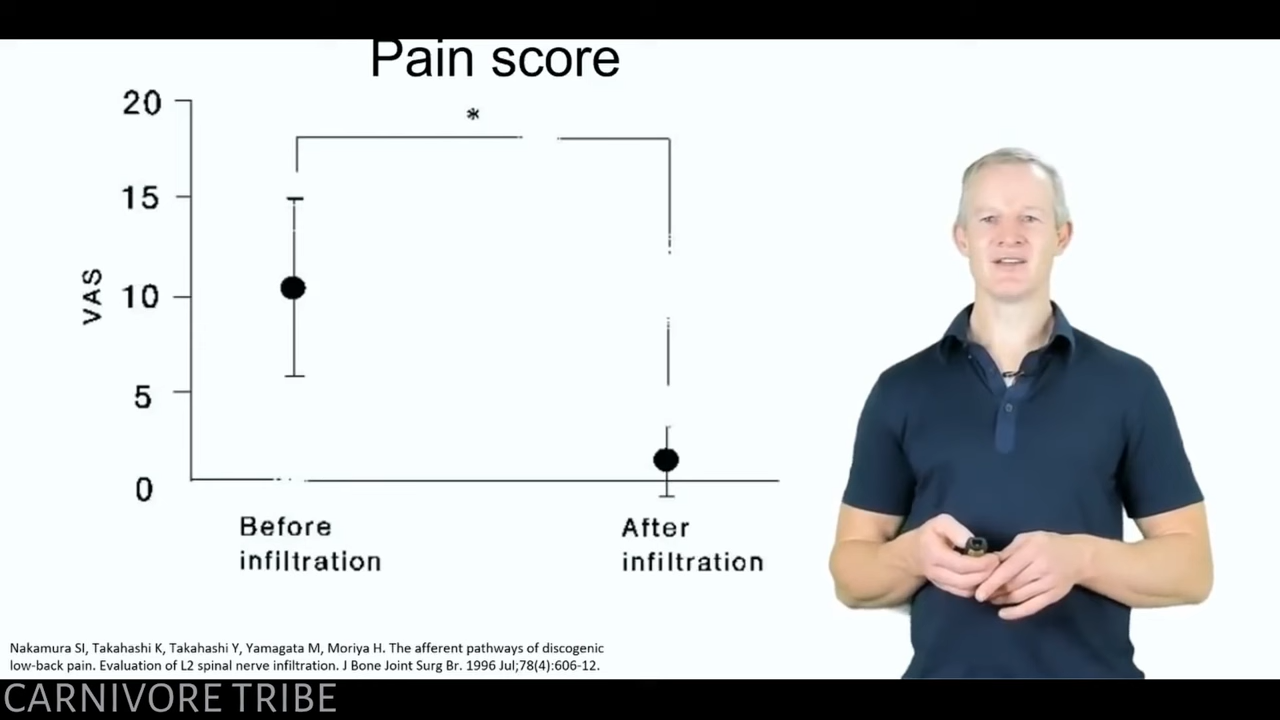 Pain score
20
*
15
VAS
10
5
0
Before
infiltration
After
infiltration
Nakamura SI, Takahashi K, Takahashi Y, Yamagata M, Moriya H. The afferent pathways of discogenic
low-back pain. Evaluation of L2 spinal nerve infiltration. J Bone Joint Surg Br. 1996 Jul;78(4):606-12.
CARNIVORE TRIBE